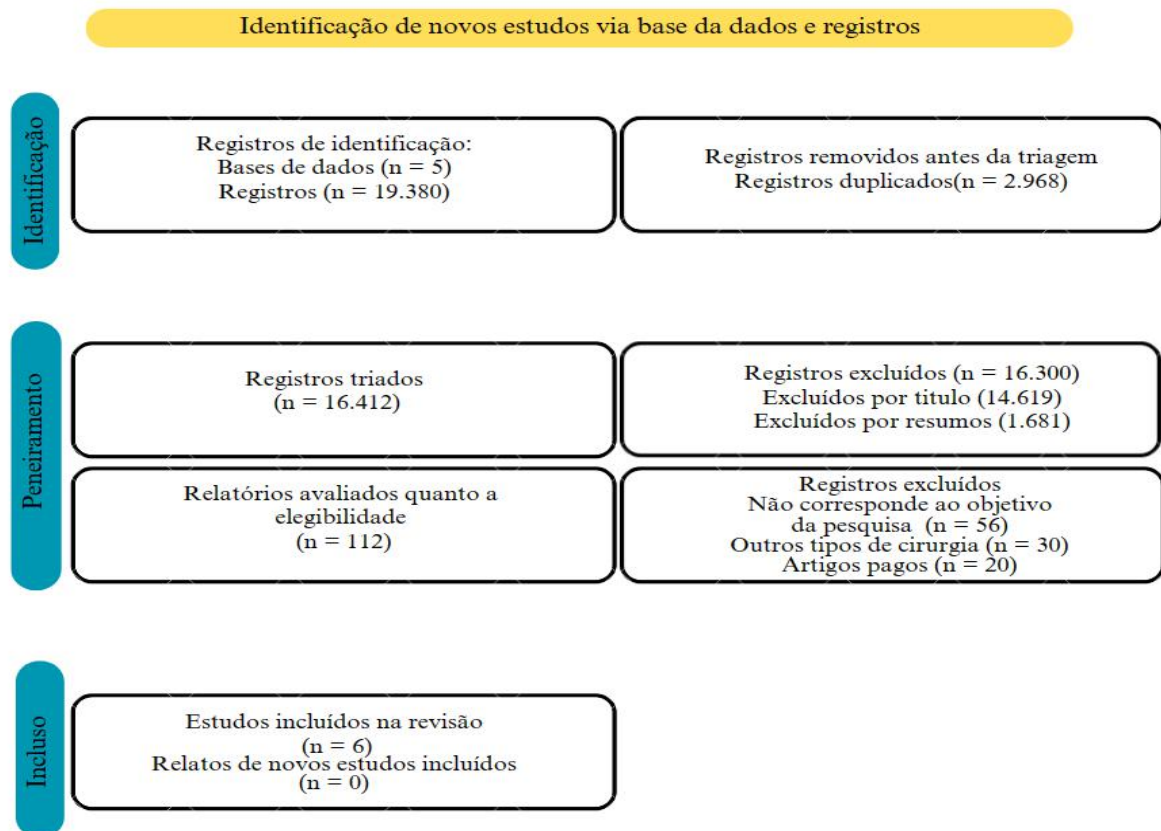 Identificação de novos estudos via base da dados e registros
Identificação
Registros de identificação:
Bases de dados (n = 5)
Registros (n = 19.380)
Registros removidos antes da triagem
Registros duplicados(n = 2.968)
Peneiramento
Registros triados
(n = 16.412)
Registros excluídos (n = 16.300)
Excluídos por titulo (14.619)
Excluídos por resumos (1.681)
Relatórios avaliados quanto a
elegibilidade
(n = 112)
Registros excluídos
Não corresponde ao objetivo
da pesquisa (n = 56)
Outros tipos de cirurgia (n = 30)
Artigos pagos (n = 20)
Incluso
Estudos incluídos na revisão
(n = 6)
Relatos de novos estudos incluídos
(n = 0)